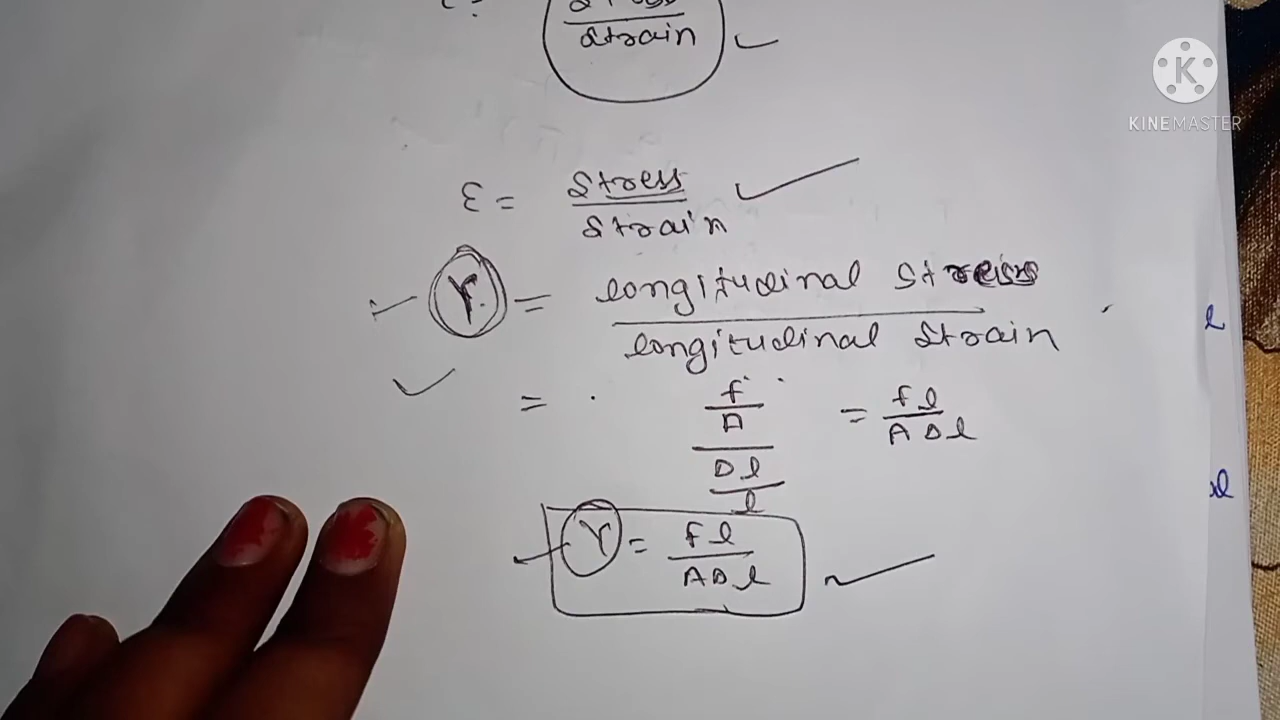 Strain
K
KINEMASTER
ε = Stress
Strain
Y = longitudinal Stress
longitudinal Strain
= f/A = fl
Δl/l AΔl
Y = Fl
AΔl
l